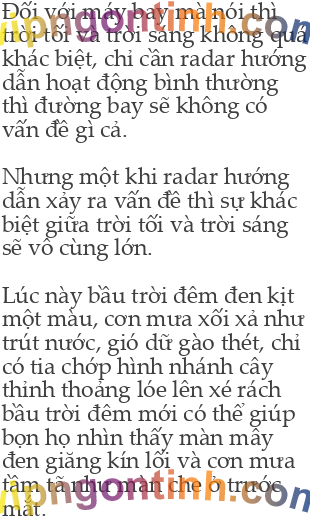 Đối với máy bay mà nói thì
trời tối và trời sáng không quá
khác biệt, chỉ cần radar hướng
dẫn hoạt động bình thường
thì đường bay sẽ không có
vấn đề gì cả.
Nhưng một khi radar hướng
dẫn xảy ra vấn đề thì sự khác
biệt giữa trời tối và trời sáng
sẽ vô cùng lớn.
Lúc này bầu trời đêm đen kịt
một màu, cơn mưa xối xả như
trút nước, gió dữ gào thét, chỉ
có tia chớp hình nhánh cây
thỉnh thoảng lóe lên xé rách
bầu trời đêm mới có thể giúp
bọn họ nhìn thấy màn mây
đen giăng kín lối và cơn mưa
tầm tã như màn che ở trước
mắt.